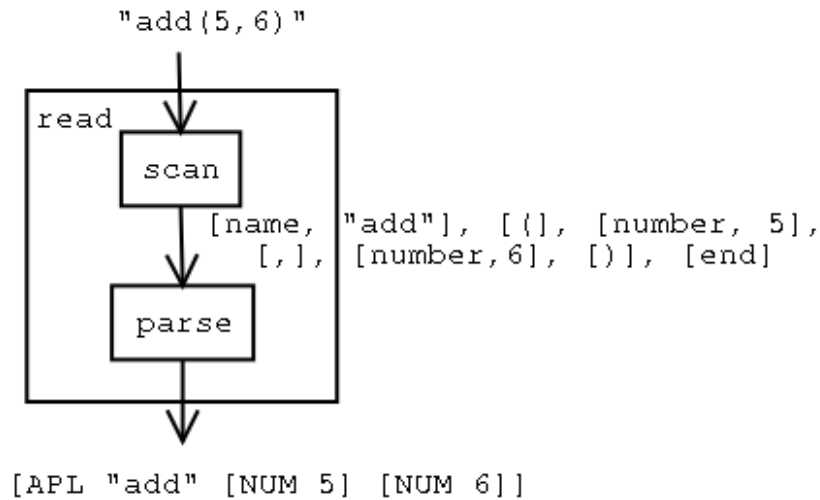 "add(5,6)"
read
scan
[name, "add"], [(], [number, 5],
[,], [number,6], [)], [end]
parse
[APL "add" [NUM 5] [NUM 6]]